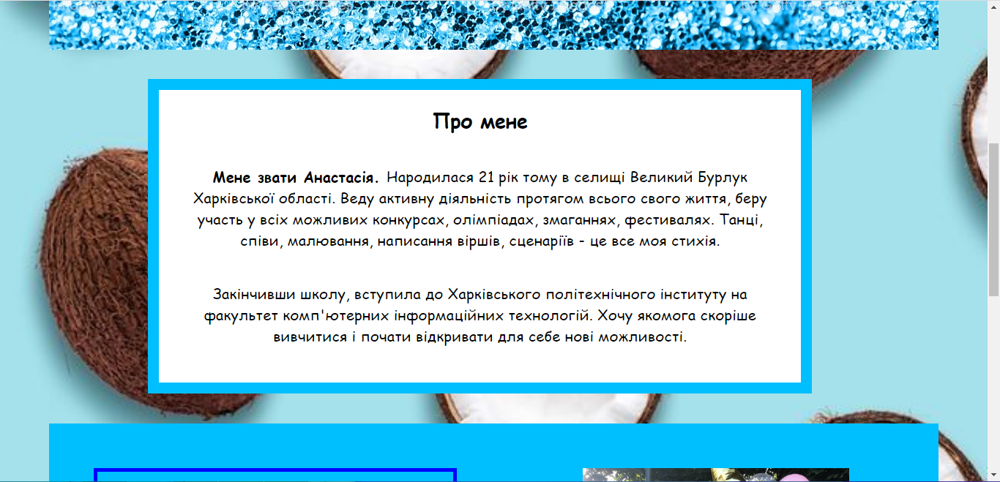 Про мене
Мене звати Анастасія. Народилася 21 рік тому в селищі Великий Бурлук
Харківської області. Веду активну діяльність протягом всього свого життя, беру
участь у всіх можливих конкурсах, олімпіадах, змаганнях, фестивалях. Танці,
співи, малювання, написання віршів, сценаріїв - це все моя стихія.
Закінчивши школу, вступила до Харківського політехнічного інституту на
факультет комп'ютерних інформаційних технологій. Хочу якомога скоріше
вивчитися і почати відкривати для себе нові можливості.